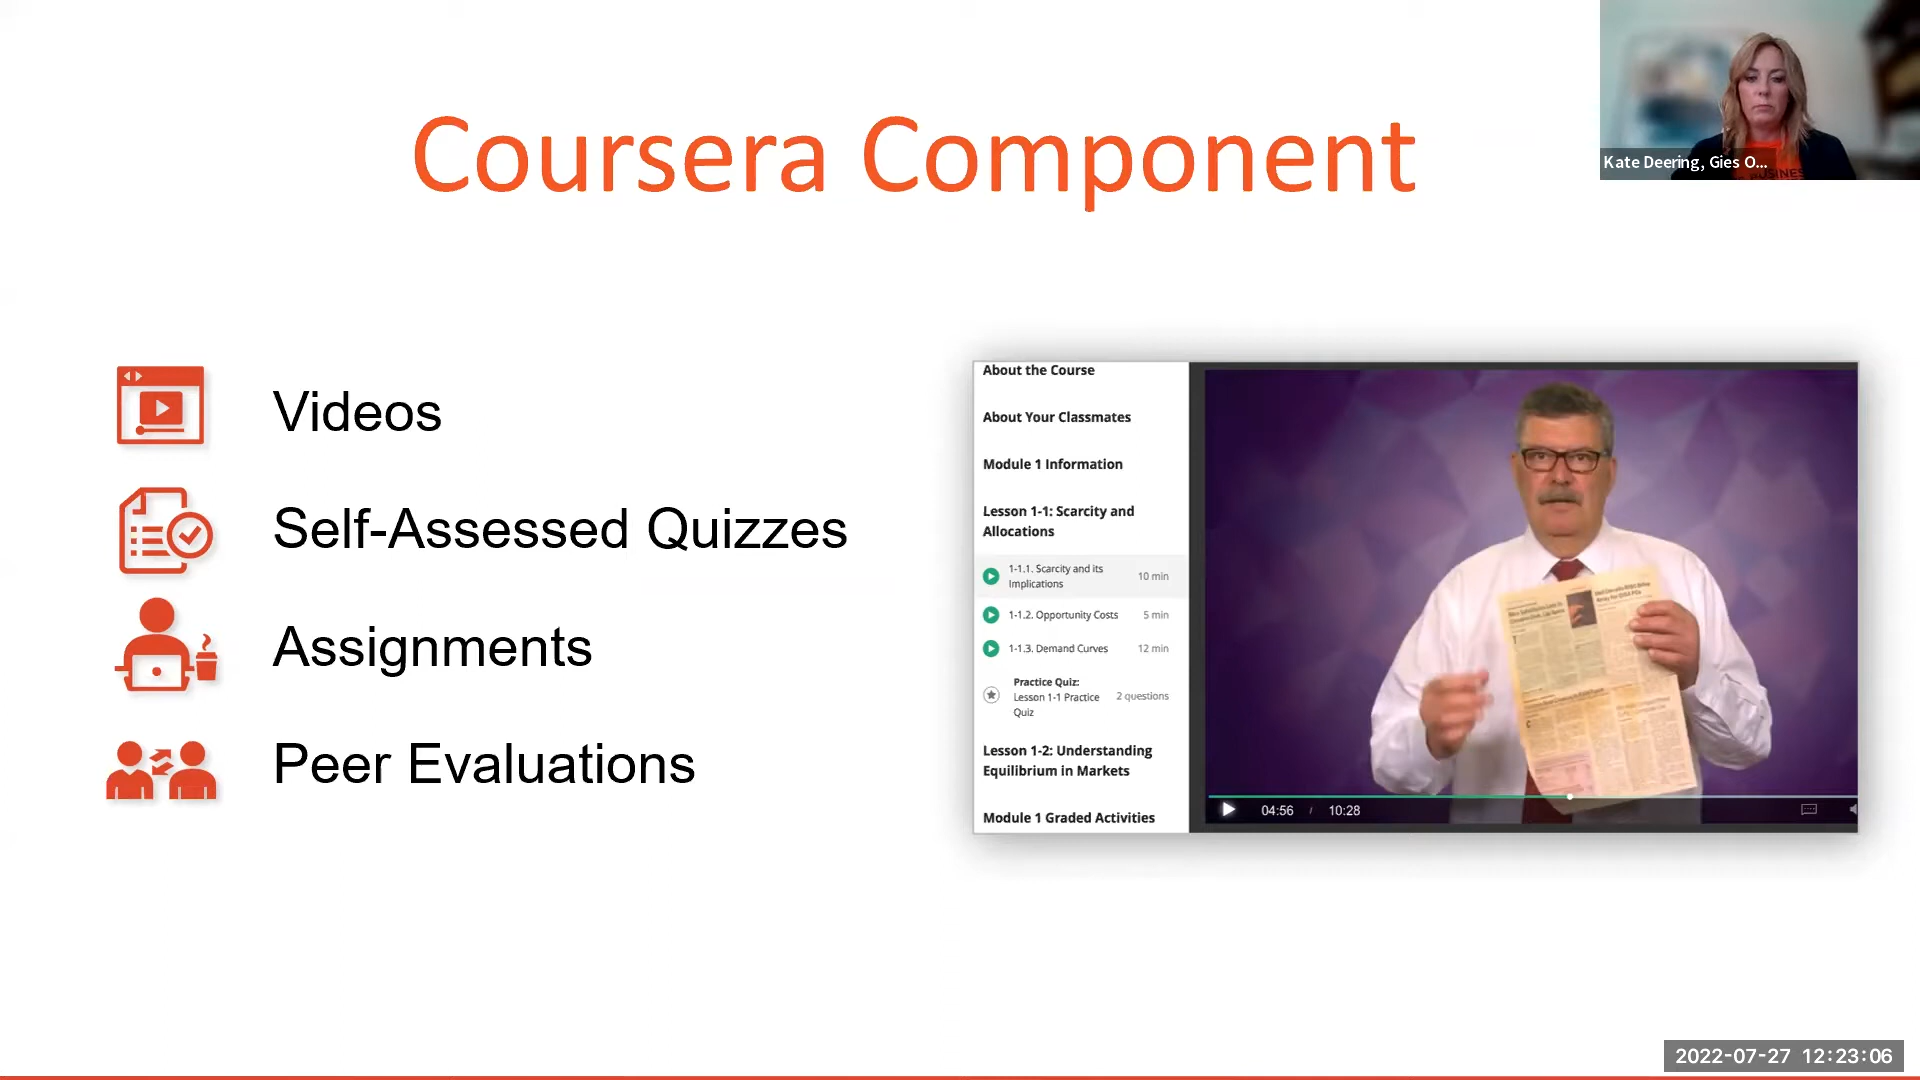 Coursera Component
Kate Deering, Gies O...
BUSINESS
Videos
Self-Assessed Quizzes
Assignments
Peer Evaluations
About the Course
About Your Classmates
Module 1 Information
Lesson 1-1: Scarcity and
Allocations
1-1.1. Scarcity and its
Implications
10 min
1-1.2. Opportunity Costs
5 min
1-1.3. Demand Curves
12 min
Practice Quiz:
Lesson 1-1 Practice
Quiz
2 questions
Lesson 1-2: Understanding
Equilibrium in Markets
Module 1 Graded Activities
04:56 / 10:28
2022-07-27 12:23:06